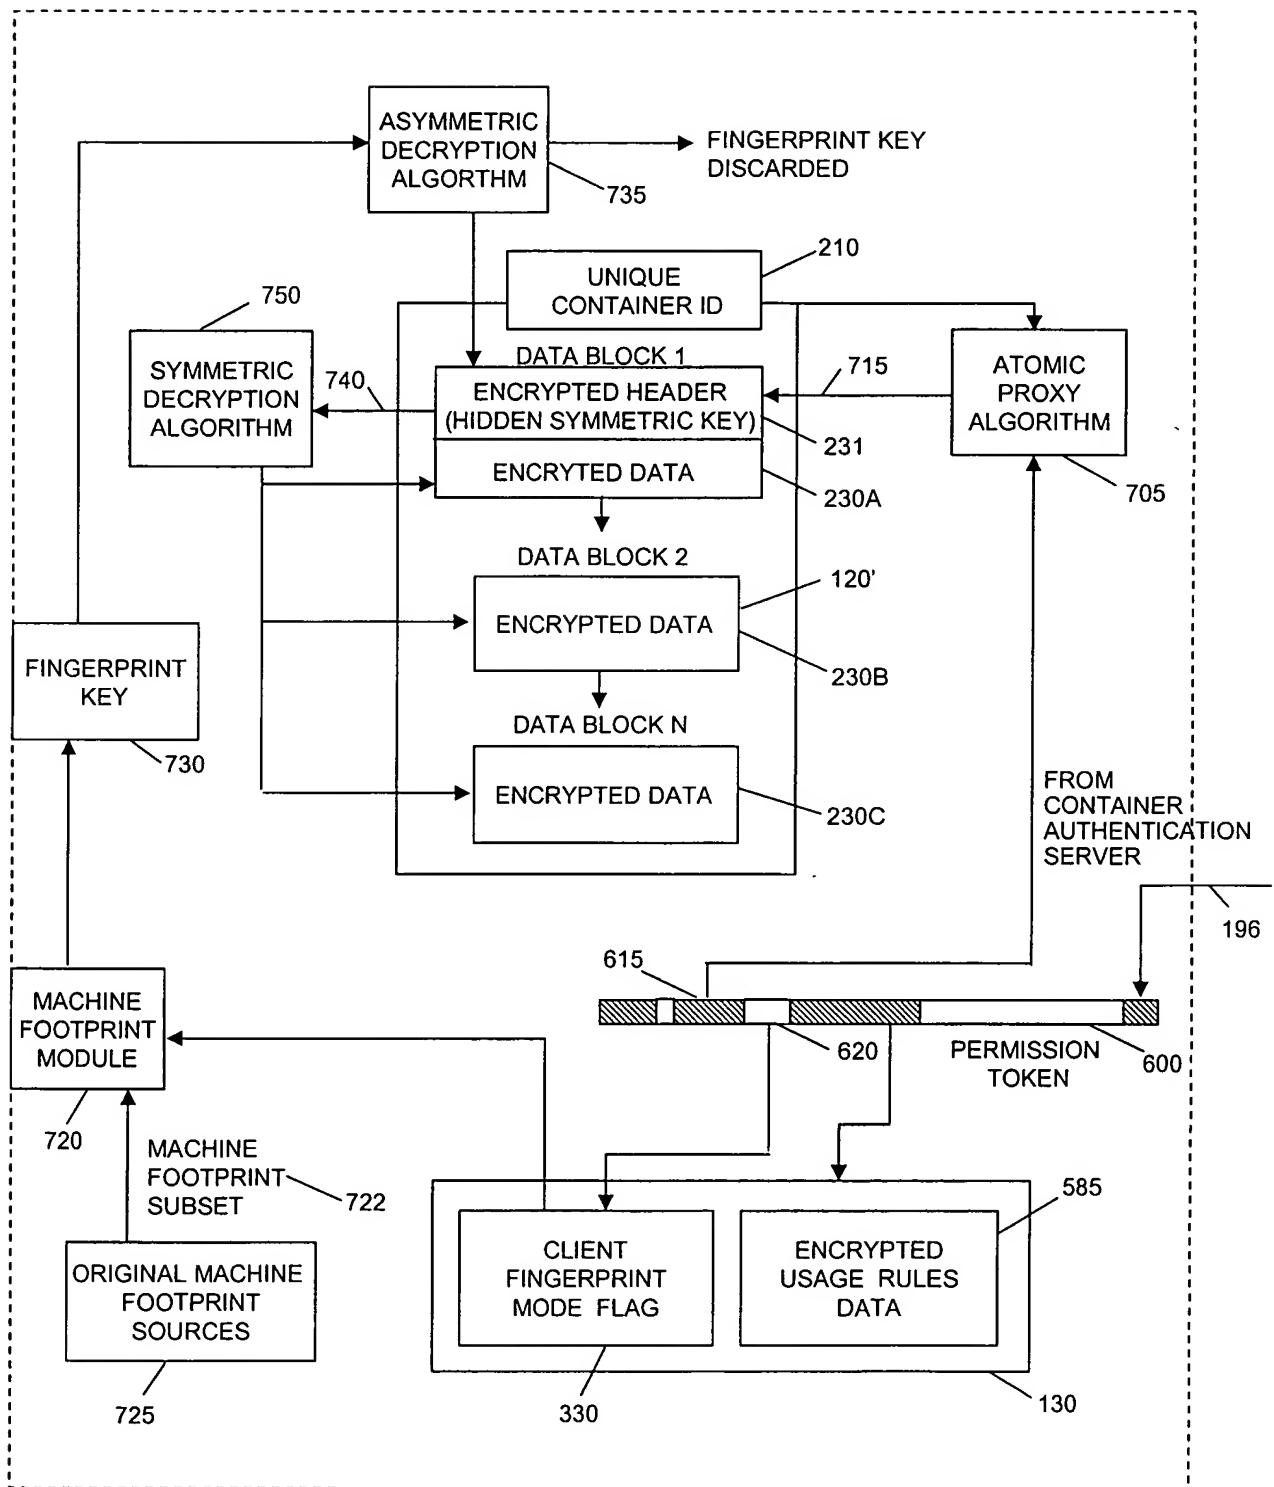 ASYMMETRIC
DECRYPTION
ALGORTHM
735
FINGERPRINT KEY
DISCARDED
210
UNIQUE
CONTAINER ID
750
SYMMETRIC
DECRYPTION
ALGORITHM
740
DATA BLOCK 1
ENCRYPTED HEADER
(HIDDEN SYMMETRIC KEY)
231
715
ATOMIC
PROXY
ALGORITHM
705
ENCRYTED DATA
230A
DATA BLOCK 2
120'
ENCRYPTED DATA
230B
FINGERPRINT
KEY
730
DATA BLOCK N
ENCRYPTED DATA
230C
FROM
CONTAINER
AUTHENTICATION
SERVER
196
615
620
PERMISSION
TOKEN
600
MACHINE
FOOTPRINT
MODULE
720
MACHINE
FOOTPRINT
SUBSET
722
ORIGINAL MACHINE
FOOTPRINT
SOURCES
725
CLIENT
FINGERPRINT
MODE FLAG
330
585
ENCRYPTED
USAGE RULES
DATA
130